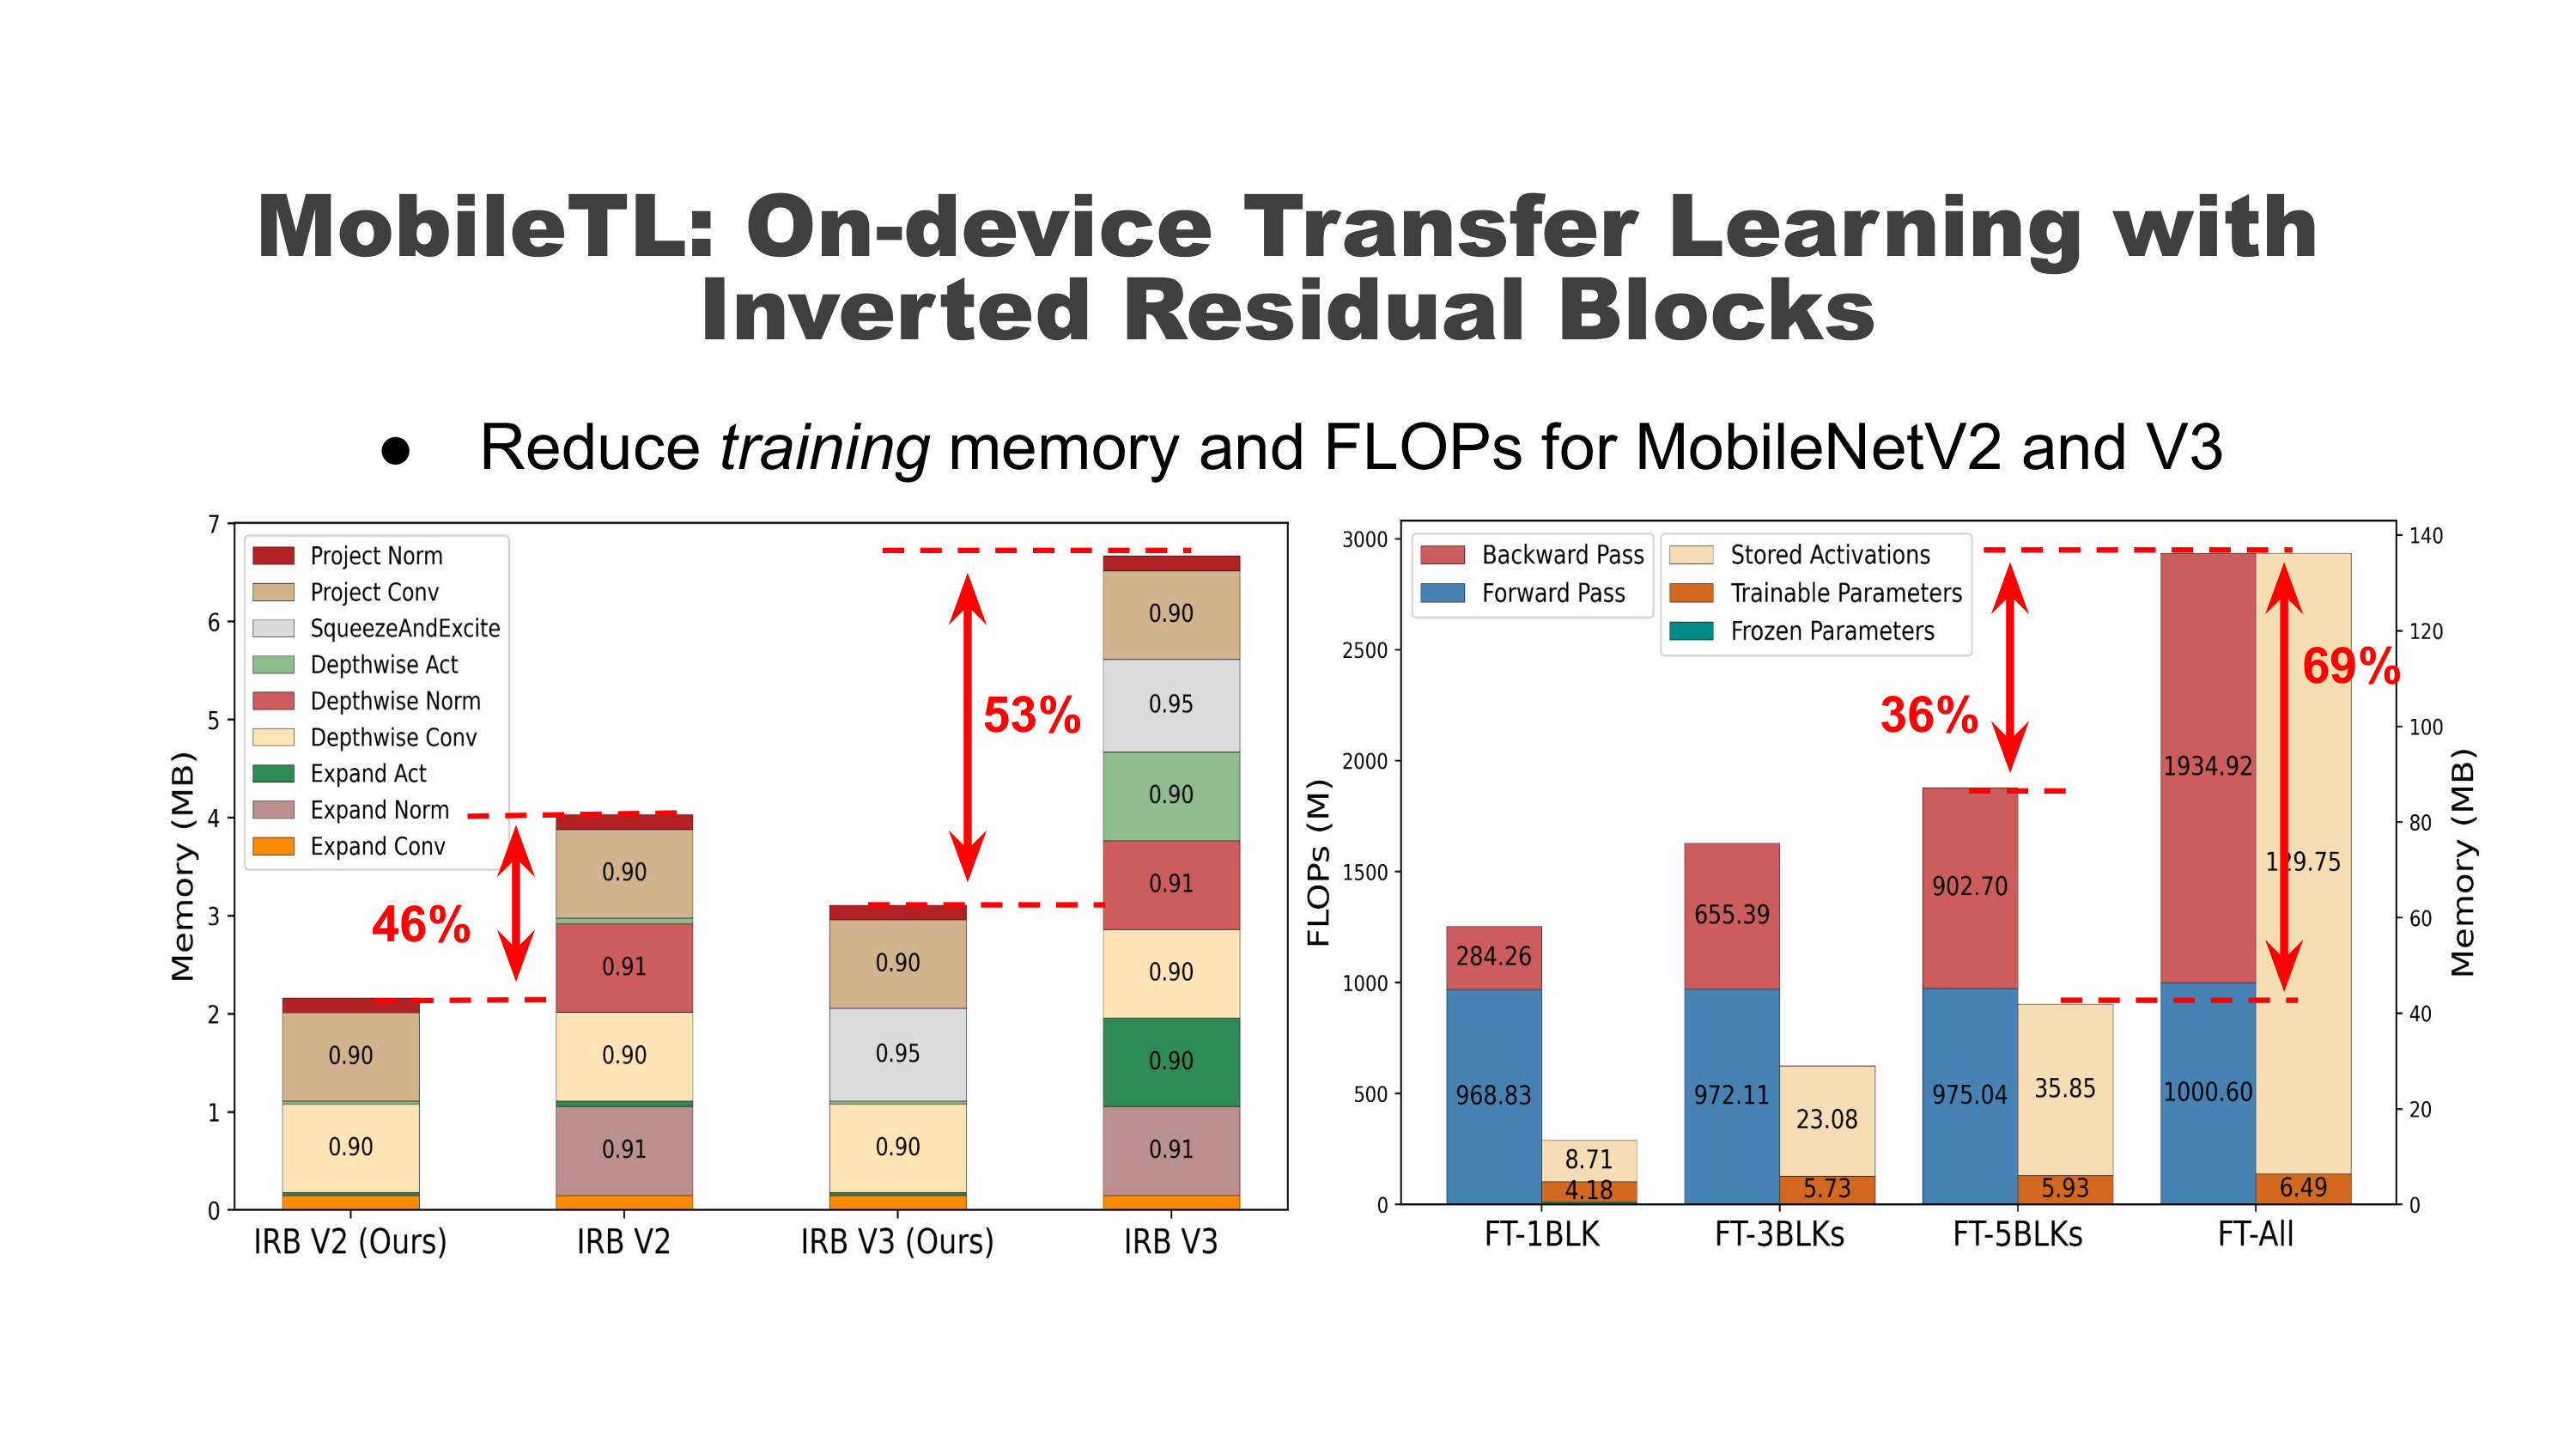 MobileTL: On-device Transfer Learning with
Inverted Residual Blocks
● Reduce training memory and FLOPs for MobileNetV2 and V3
Memory (MB)
7
6
5
4
3
2
1
0
Project Norm
Project Conv
SqueezeAndExcite
Depthwise Act
Depthwise Norm
Depthwise Conv
Expand Act
Expand Norm
Expand Conv
46%
53%
0.90
0.90
0.90
0.91
0.90
0.91
0.90
0.95
0.90
0.90
0.95
0.90
0.91
0.90
0.90
0.91
IRB V2 (Ours)
IRB V2
IRB V3 (Ours)
IRB V3
FLOPs (M)
3000
2500
2000
1500
1000
500
0
Backward Pass
Forward Pass
Stored Activations
Trainable Parameters
Frozen Parameters
36%
69%
284.26
968.83
8.71
4.18
655.39
972.11
23.08
5.73
902.70
975.04
35.85
5.93
1934.92
1000.60
129.75
6.49
FT-1BLK
FT-3BLKs
FT-5BLKs
FT-All
140
120
100
80
60
40
20
0
Memory (MB)